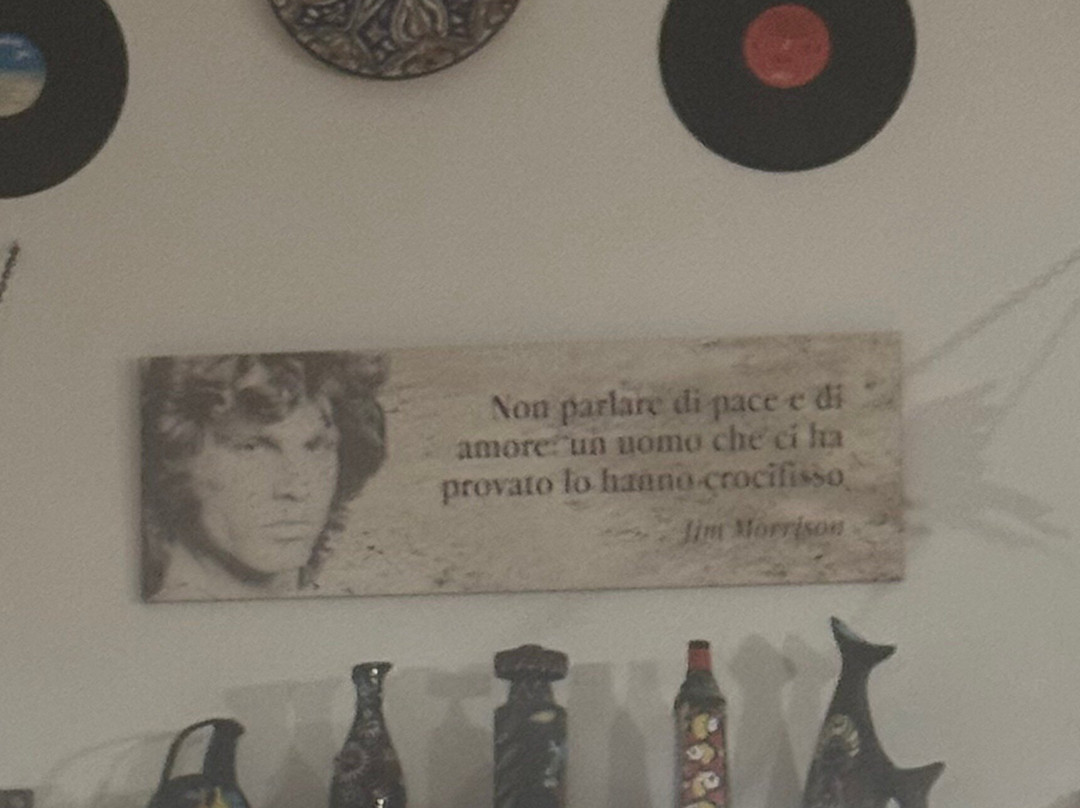 Non parlare di pace e di
amore: un uomo che ci ha
provato lo hanno crocifisso
Jim Morrison